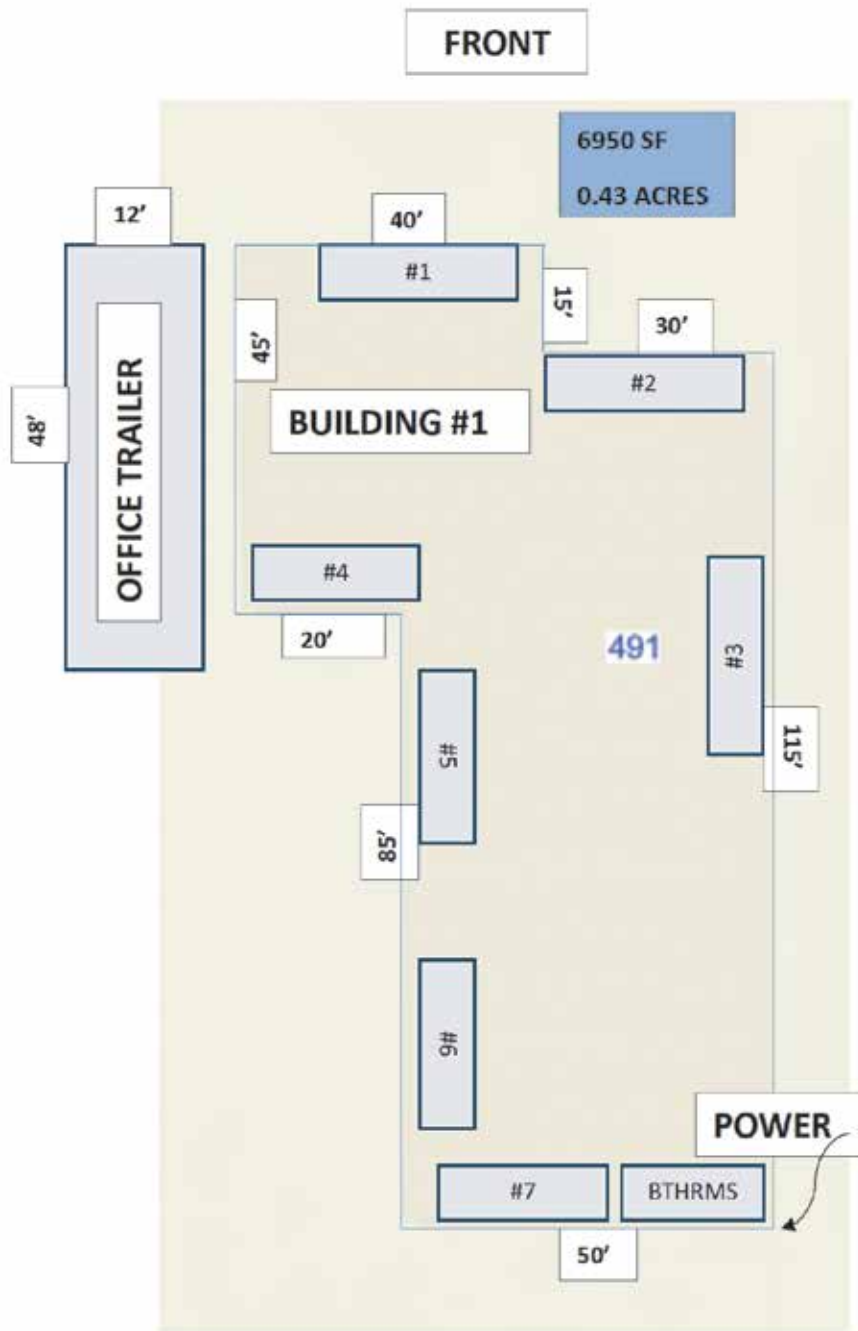 FRONT
6950 SF
0.43 ACRES
12’
40’
#1
15’
30’
45’
#2
48’
OFFICE TRAILER
BUILDING #1
#4
20’
491
#3
#5
115’
85’
#6
POWER
#7
BTHRMS
50’